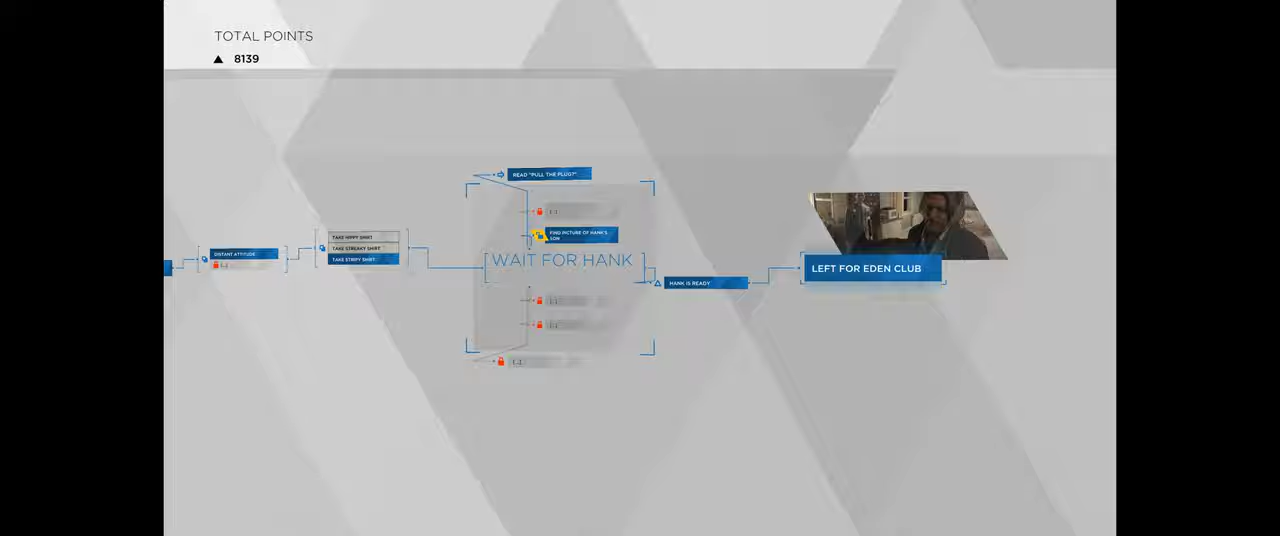 TOTAL POINTS
8139
DISTANT ATTITUDE
[...]
TAKE HIPPY SHIRT
TAKE STREAKY SHIRT
TAKE STRIPY SHIRT
READ "PULL THE PLUG?"
[...]
FIND PICTURE OF HANK'S
SON
WAIT FOR HANK
[...]
[...]
[...]
HANK IS READY
LEFT FOR EDEN CLUB